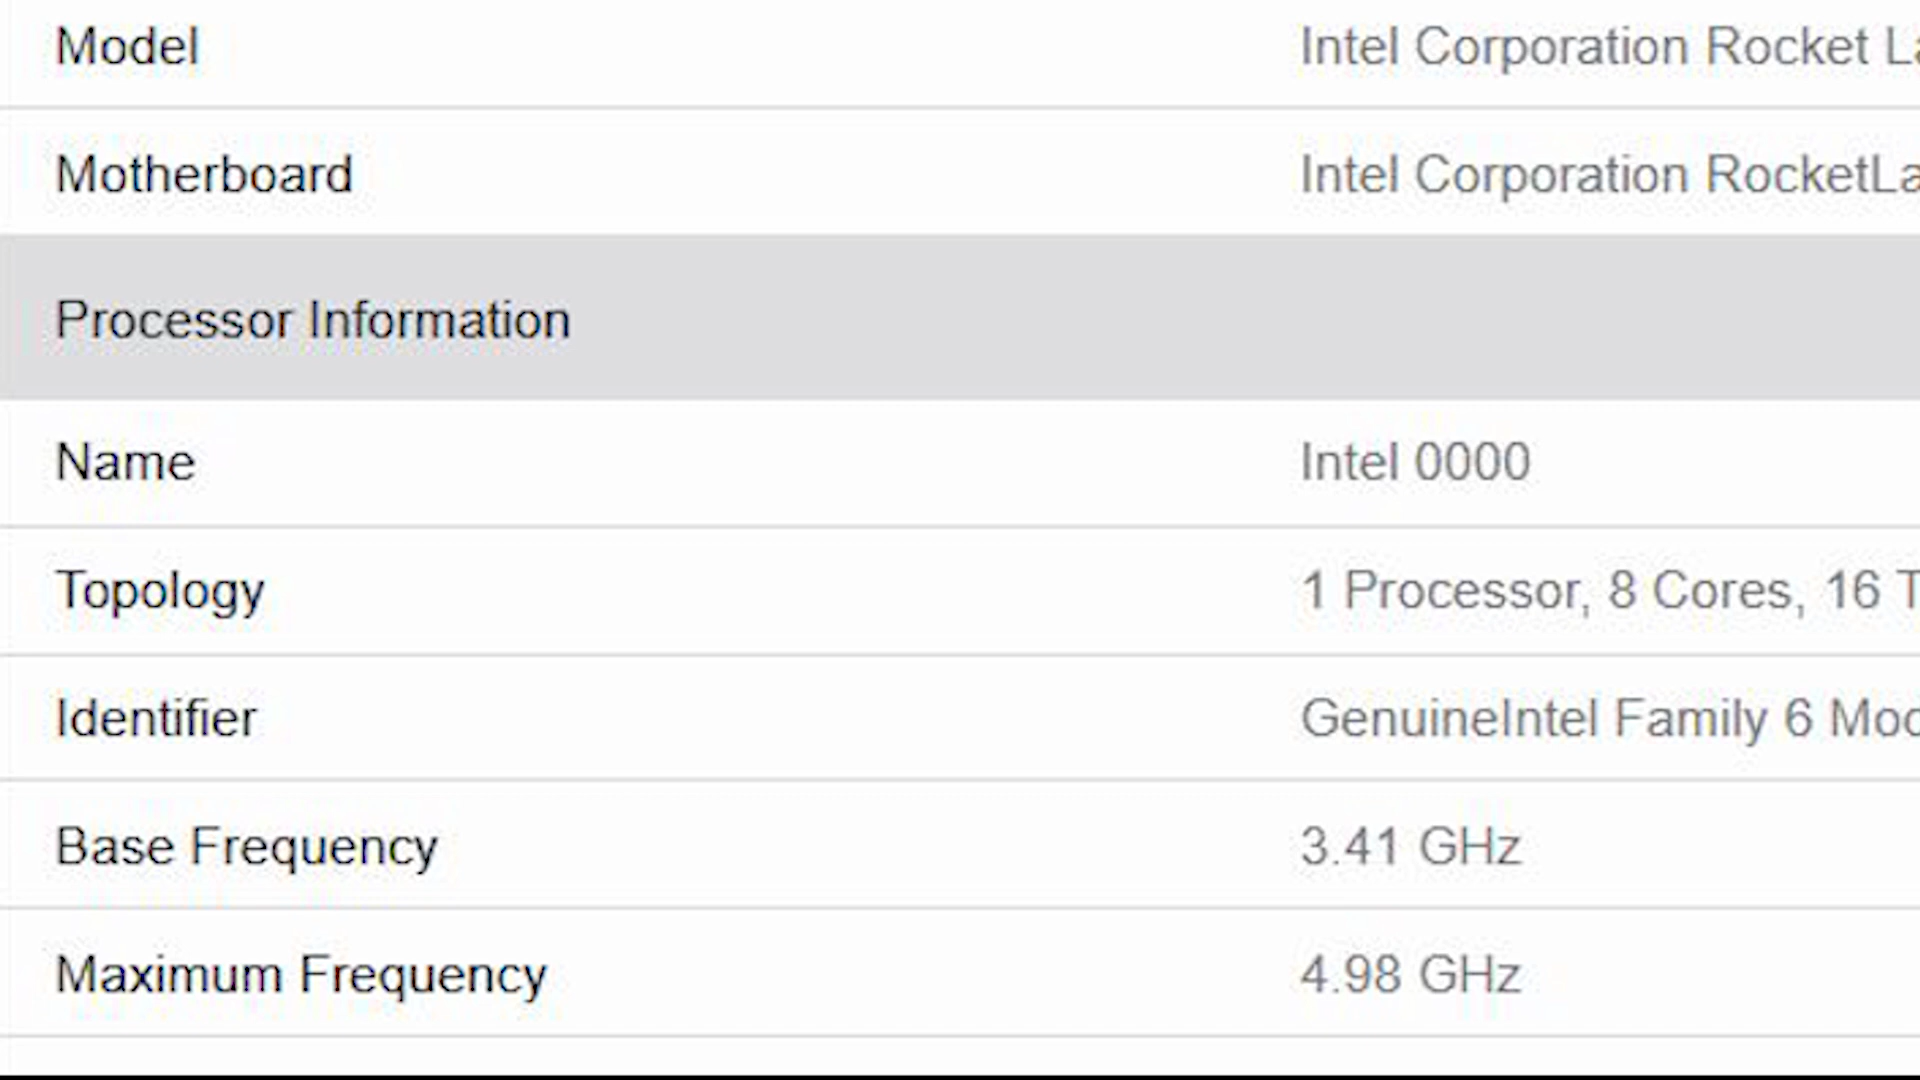 Model Intel Corporation Rocket
Motherboard Intel Corporation
Processor Information
Name Intel 0000
Topology 1 Processor, 8 Cores, 16
Identifier GenuineIntel Family 6
Base Frequency 3.41 GHz
Maximum Frequency 4.98 GHz